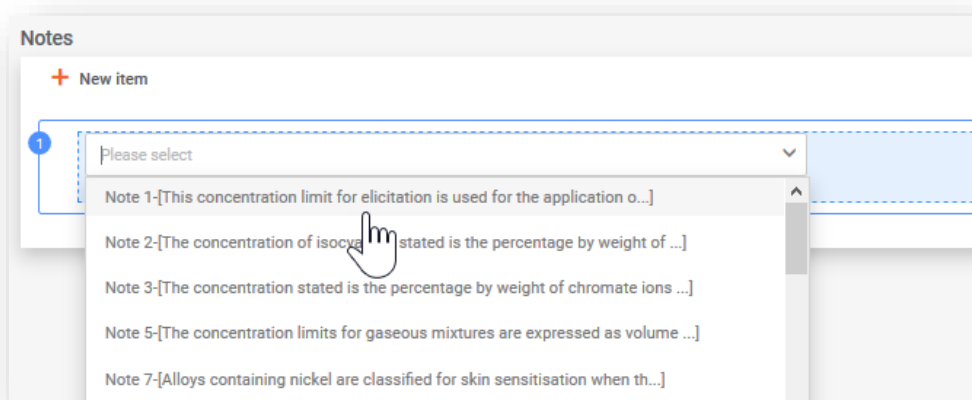 Notes
+ New item
1
Please select
Note 1-[This concentration limit for elicitation is used for the application o...]
Note 2-[The concentration of stated is the percentage by weight of ...]
Note 3-[The concentration stated is the percentage by weight of chromate ions ...]
Note 5-[The concentration limits for gaseous mixtures are expressed as volume ...]
Note 7-[Alloys containing nickel are classified for skin sensitisation when th...]